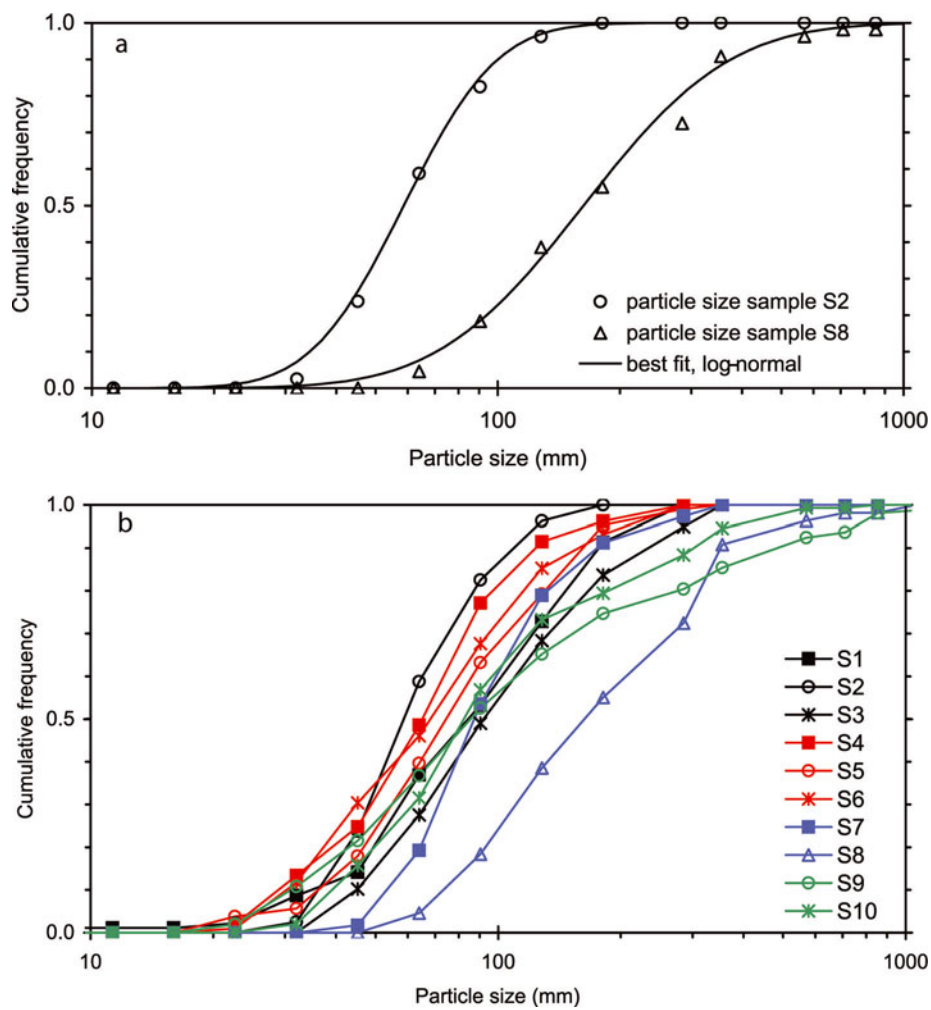 a
1.0
0.5
0.0
Cumulative frequency
particle size sample S2
particle size sample S8
best fit, log-normal
10
100
1000
Particle size (mm)
b
1.0
0.5
0.0
Cumulative frequency
S1
S2
S3
S4
S5
S6
S7
S8
S9
S10
10
100
1000
Particle size (mm)